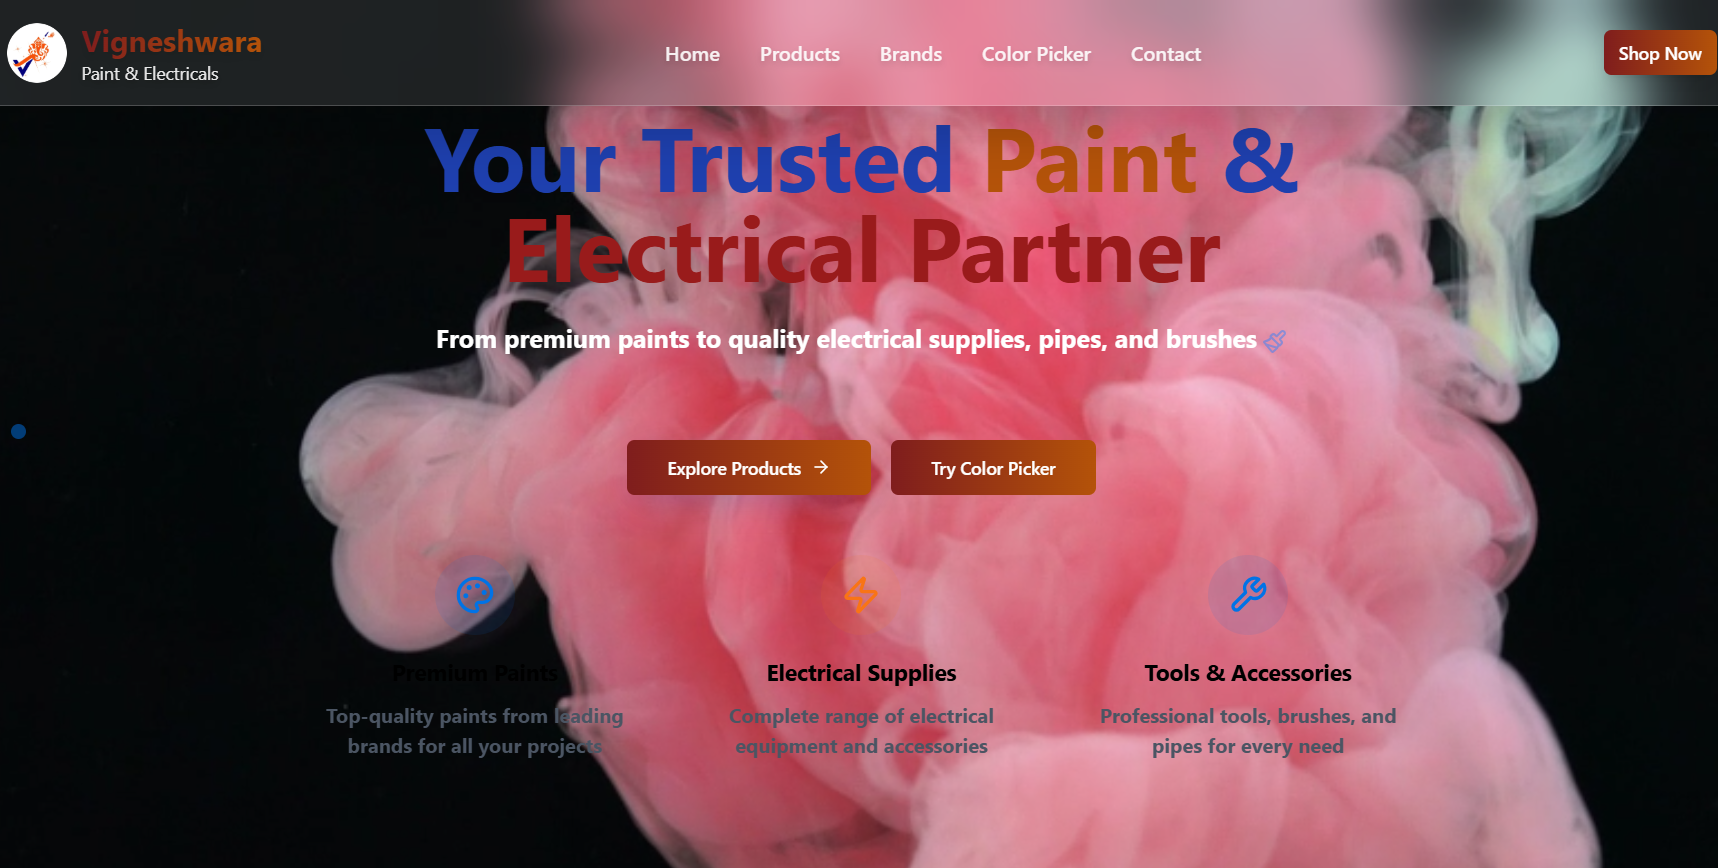 Vigneshwara
Paint & Electricals
Home Products Brands Color Picker Contact
Shop Now
Your Trusted Paint &
Electrical Partner
From premium paints to quality electrical supplies, pipes, and brushes
Explore Products →
Try Color Picker
Premium Paints
Top-quality paints from leading
brands for all your projects
Electrical Supplies
Complete range of electrical
equipment and accessories
Tools & Accessories
Professional tools, brushes, and
pipes for every need